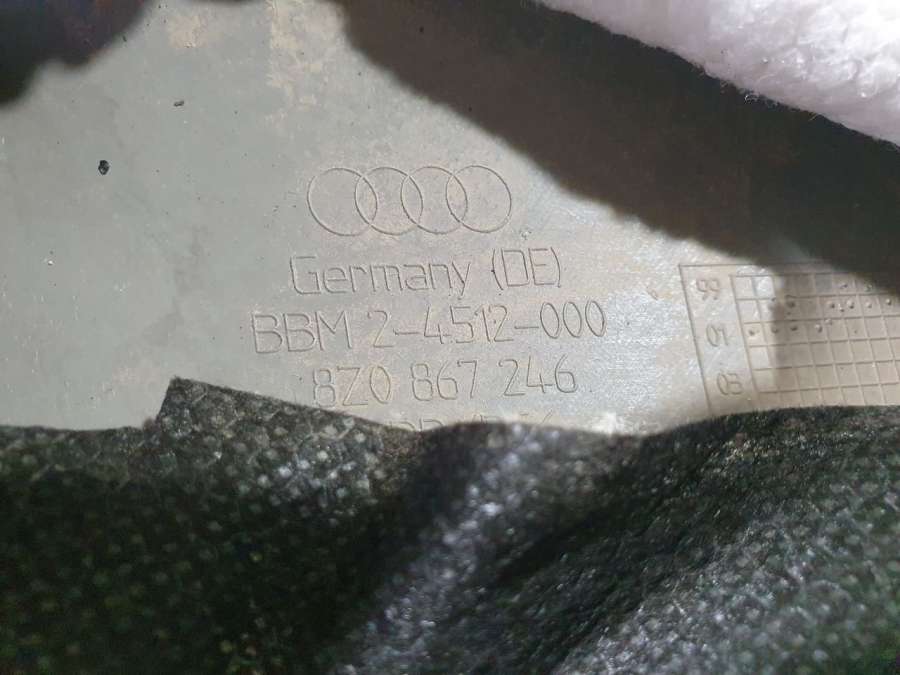 Germany (DE)
BBM 2-4512-000
8Z0 867 246
99
01
03